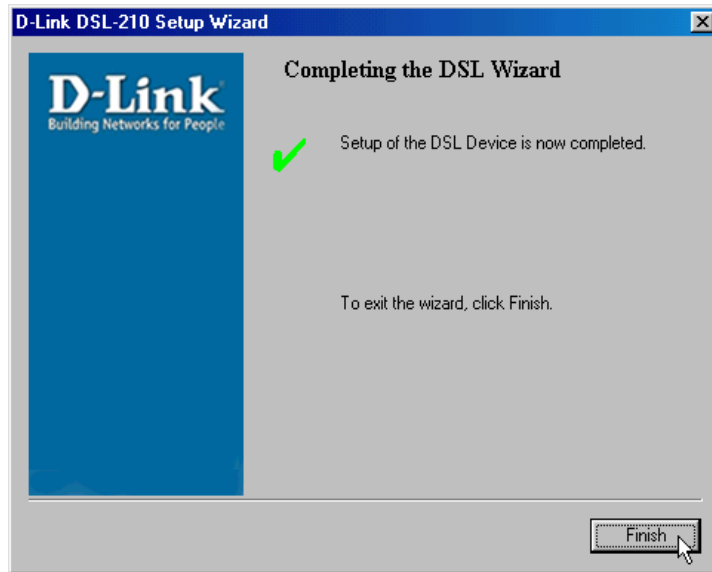 D-Link DSL-210 Setup Wizard
D-Link
Building Networks for People
Completing the DSL Wizard
Setup of the DSL Device is now completed.
To exit the wizard, click Finish.
Finish